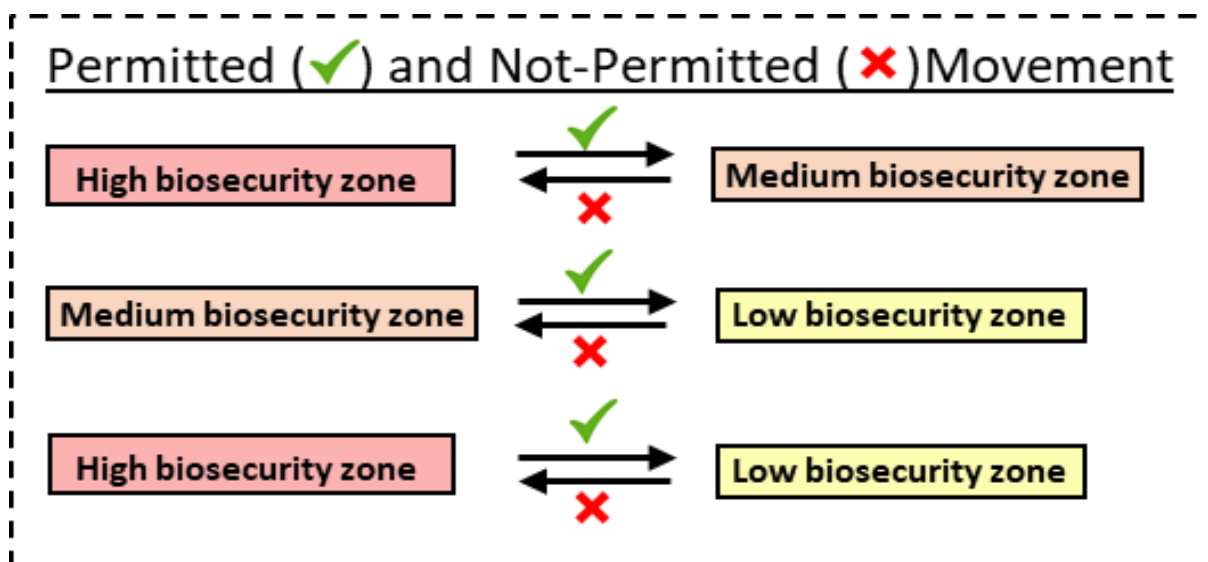 Permitted (✓) and Not-Permitted (✖)Movement
High biosecurity zone
Medium biosecurity zone
Medium biosecurity zone
Low biosecurity zone
High biosecurity zone
Low biosecurity zone